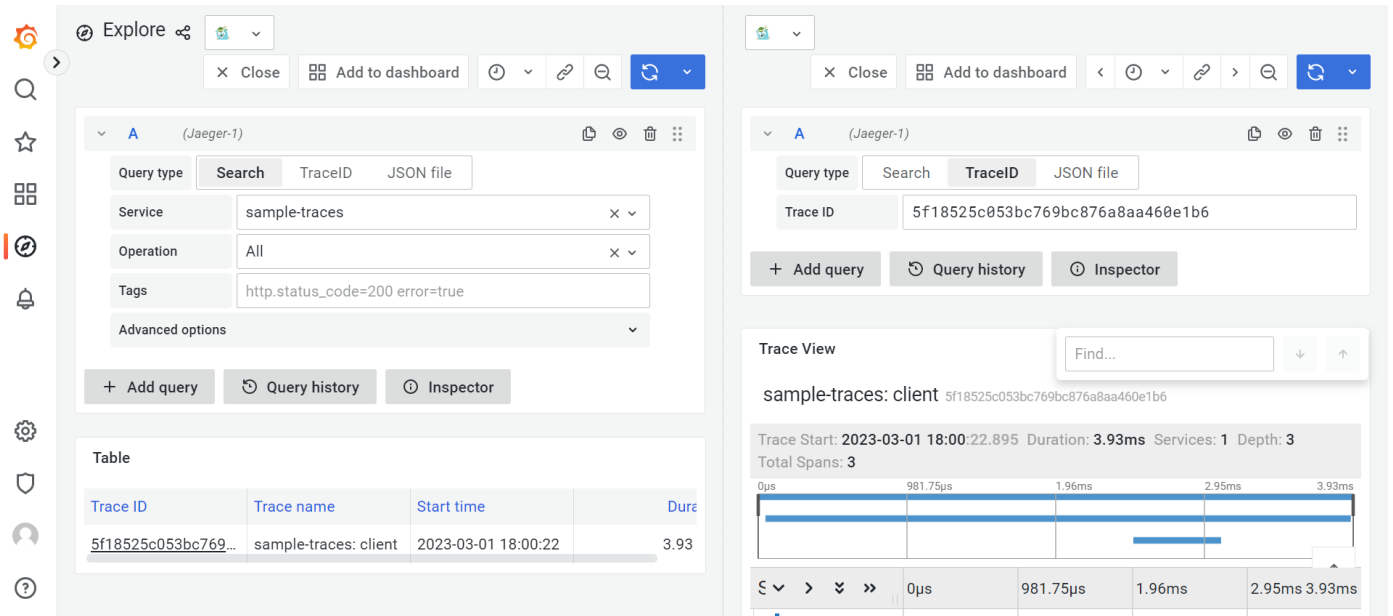 Explore
Close
Add to dashboard
A
(Jaeger-1)
Query type
Search
TraceID
JSON file
Service
sample-traces
Operation
All
Tags
http.status_code=200 error=true
Advanced options
Add query
Query history
Inspector
Table
Trace ID
Trace name
Start time
Dura
5f18525c053bc769...
sample-traces: client
2023-03-01 18:00:22
3.93
Close
Add to dashboard
A
(Jaeger-1)
Query type
Search
TraceID
JSON file
Trace ID
5f18525c053bc769bc876a8aa460e1b6
Add query
Query history
Inspector
Trace View
Find...
sample-traces: client 5f18525c053bc769bc876a8aa460e1b6
Trace Start: 2023-03-01 18:00:22.895 Duration: 3.93ms Services: 1 Depth: 3
Total Spans: 3
0μs
981.75μs
1.96ms
2.95ms
3.93ms
0μs
981.75μs
1.96ms
2.95ms
3.93ms